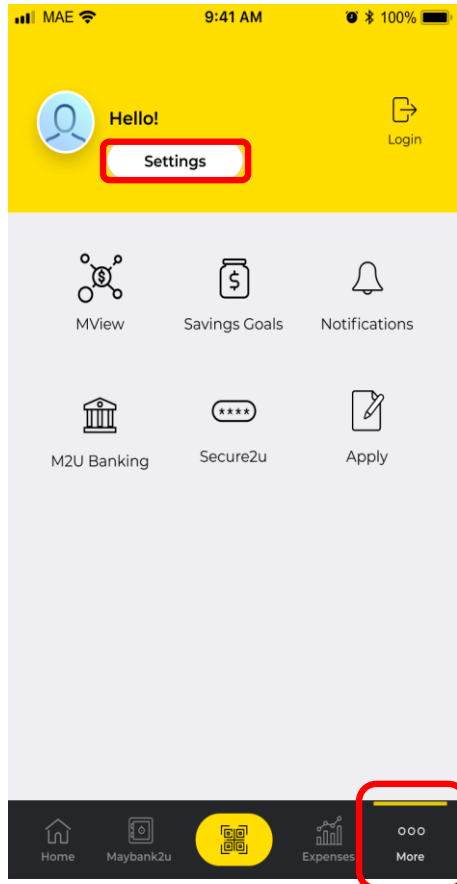 MAE 9:41 AM 100%
Hello!
Settings
Login
MView Savings Goals Notifications
M2U Banking Secure2u Apply
Home Maybank2u Expenses More